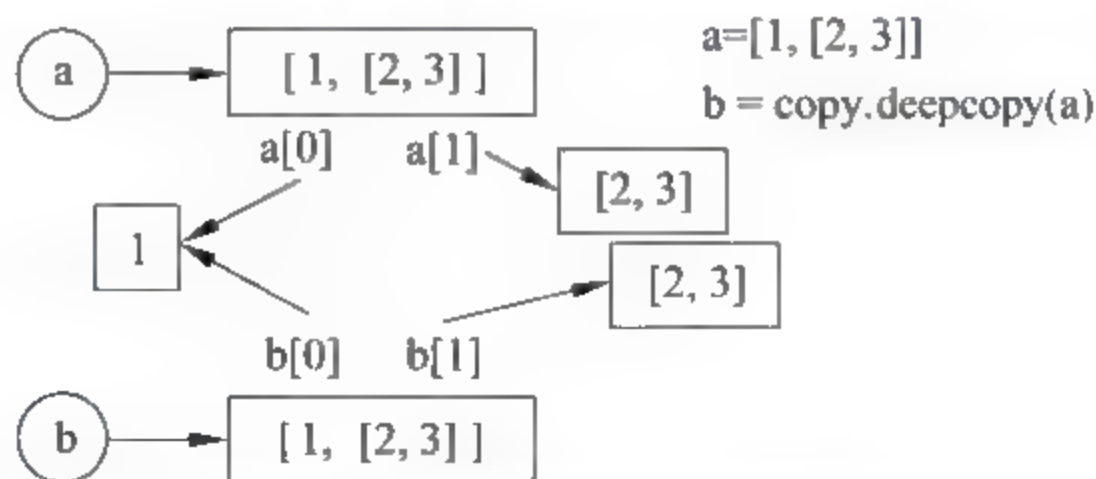 a [ 1, [2, 3] ] a=[1, [2, 3]]
b = copy.deepcopy(a)
a[0] a[1]
[2, 3]
1
[2, 3]
b[0] b[1]
b [ 1, [2, 3] ]